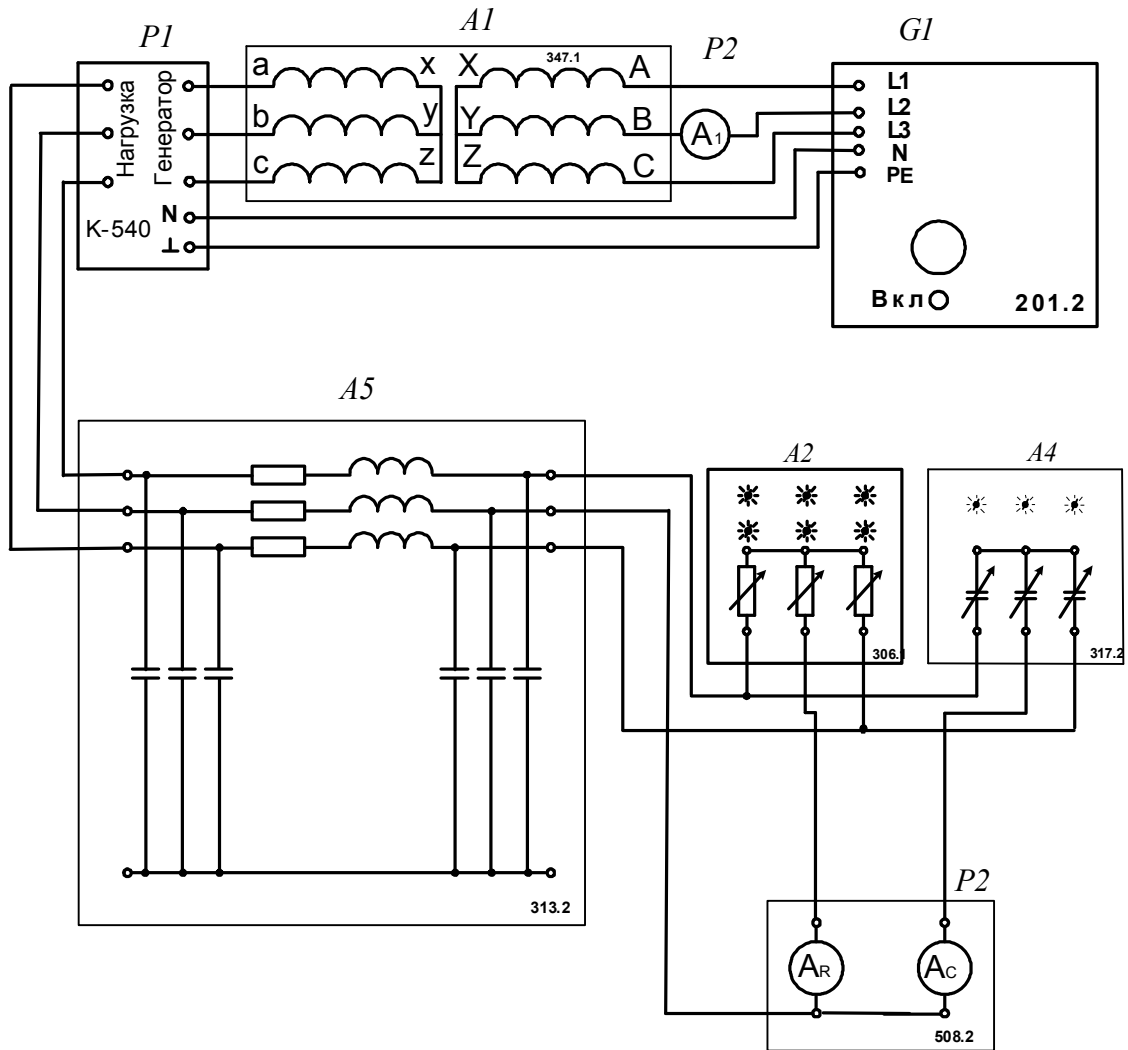 P1
A1
P2
G1
Нагрузка
Генератор
К-540
N
⊥
a
x
b
y
c
z
X
347.1
A
Y
B
Z
C
A1
L1
L2
L3
N
PE
Вкл
201.2
A5
313.2
A2
306.1
A4
317.2
P2
AR
AC
508.2